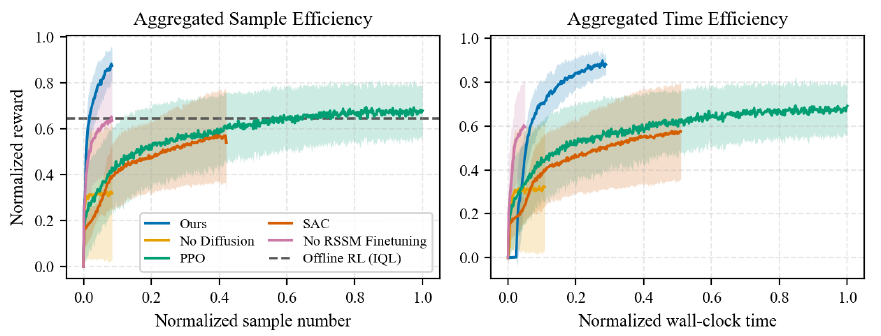 Aggregated Sample Efficiency
Normalized reward
1.0
0.8
0.6
0.4
0.2
0.0
0.0 0.2 0.4 0.6 0.8 1.0
Normalized sample number
Ours
No Diffusion
PPO
SAC
No RSSM Finetuning
Offline RL (IQL)
Aggregated Time Efficiency
1.0
0.8
0.6
0.4
0.2
0.0
0.0 0.2 0.4 0.6 0.8 1.0
Normalized wall-clock time